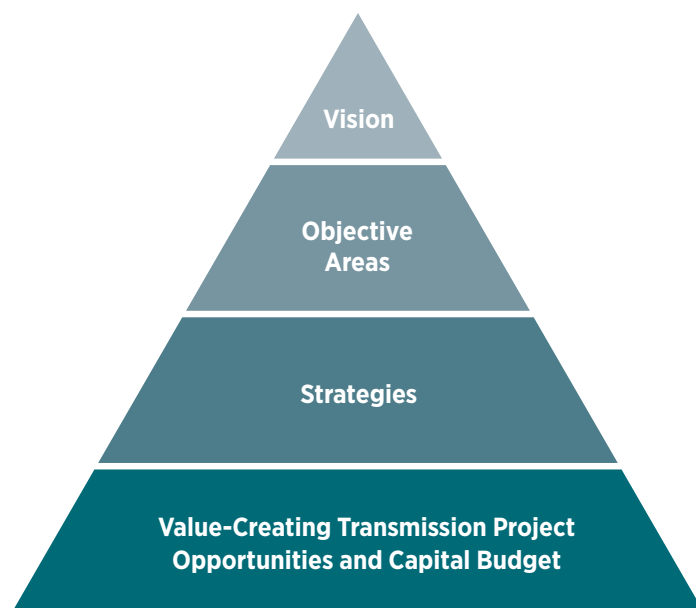 Vision
Objective
Areas
Strategies
Value-Creating Transmission Project
Opportunities and Capital Budget